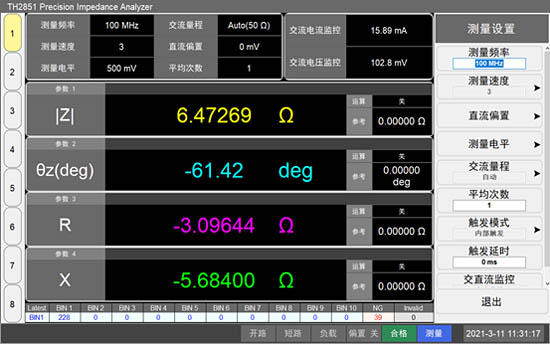 TH2851 Precision Impedance Analyzer
测量频率 100 MHz 交流量程 Auto(50 Ω) 交流电流监控 15.89 mA
测量速度 3 直流偏置 0 mV
测量电平 500 mV 平均次数 1 交流电压监控 102.8 mV
1
2
3
4
5
6
7
8
参数 1
|Z| 6.47269 Ω
运算 关
参考 0.00000 Ω
参数 2
θz(deg) -61.42 deg
运算 关
参考 0.00000 deg
参数 3
R -3.09644 Ω
运算 关
参考 0.00000 Ω
参数 4
X -5.68400 Ω
运算 关
参考 0.00000 Ω
Latest BIN 1 BIN 2 BIN 3 BIN 4 BIN 5 BIN 6 BIN 7 BIN 8 BIN 9 BIN 10 NG Invalid
BIN1 228 0 0 0 0 0 0 0 0 0 39 0
测量设置
测量频率
100 MHz
测量速度
3
直流偏置
测量电平
交流量程
自动
平均次数
1
触发模式
内部触发
触发延时
0 ms
交直流监控
退出
开路 短路 负载 偏置 关 合格 测量 2021-3-11 11:31:17